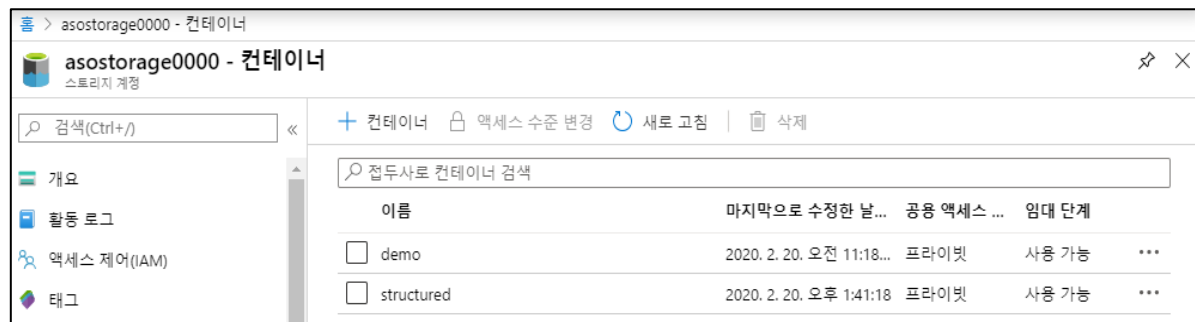 홈 > asostorage0000 - 컨테이너
asostorage0000 - 컨테이너
스토리지 계정
검색(Ctrl+/)
컨테이너 액세스 수준 변경 새로 고침 삭제
접두사로 컨테이너 검색
개요
활동 로그
액세스 제어(IAM)
태그
이름 마지막으로 수정한 날... 공용 액세스 ... 임대 단계
demo 2020. 2. 20. 오전 11:18... 프라이빗 사용 가능
structured 2020. 2. 20. 오후 1:41:18 프라이빗 사용 가능